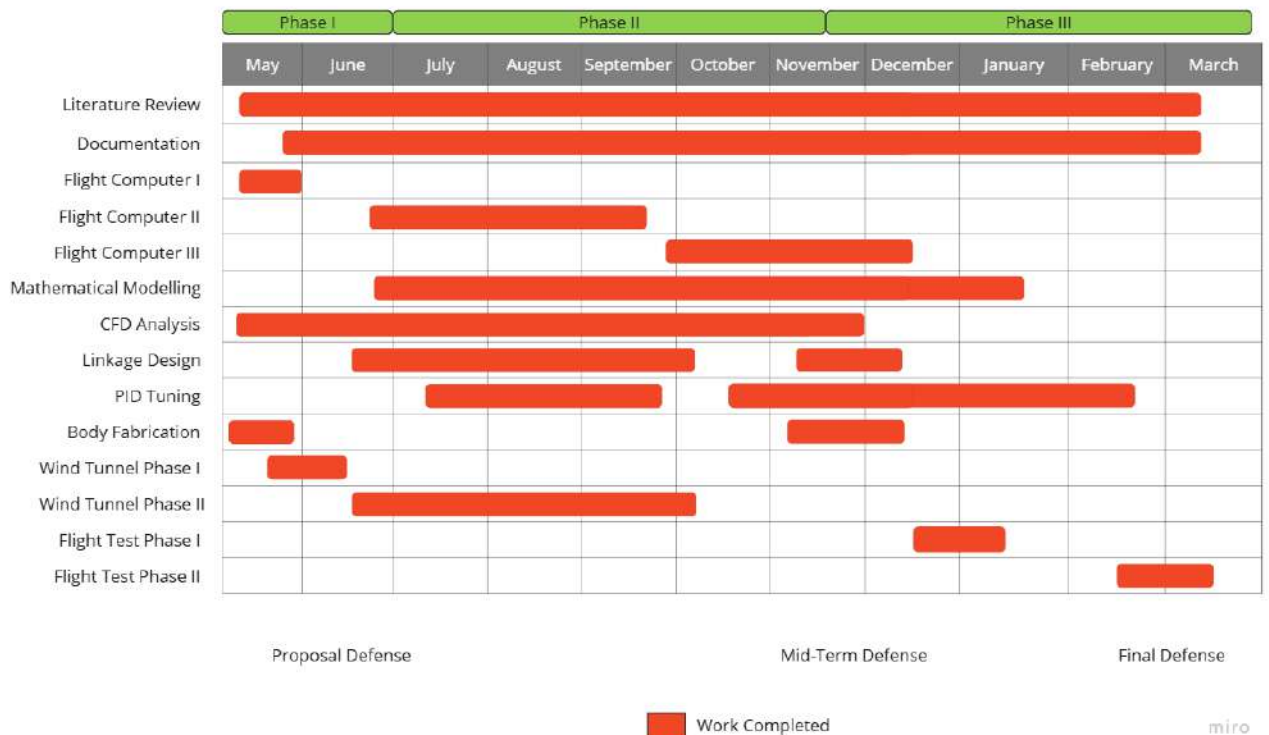 Phase I Phase II Phase III
May June July August September October November December January February March
Literature Review
Documentation
Flight Computer I
Flight Computer II
Flight Computer III
Mathematical Modelling
CFD Analysis
Linkage Design
PID Tuning
Body Fabrication
Wind Tunnel Phase I
Wind Tunnel Phase II
Flight Test Phase I
Flight Test Phase II
Proposal Defense Mid-Term Defense Final Defense
Work Completed
miro